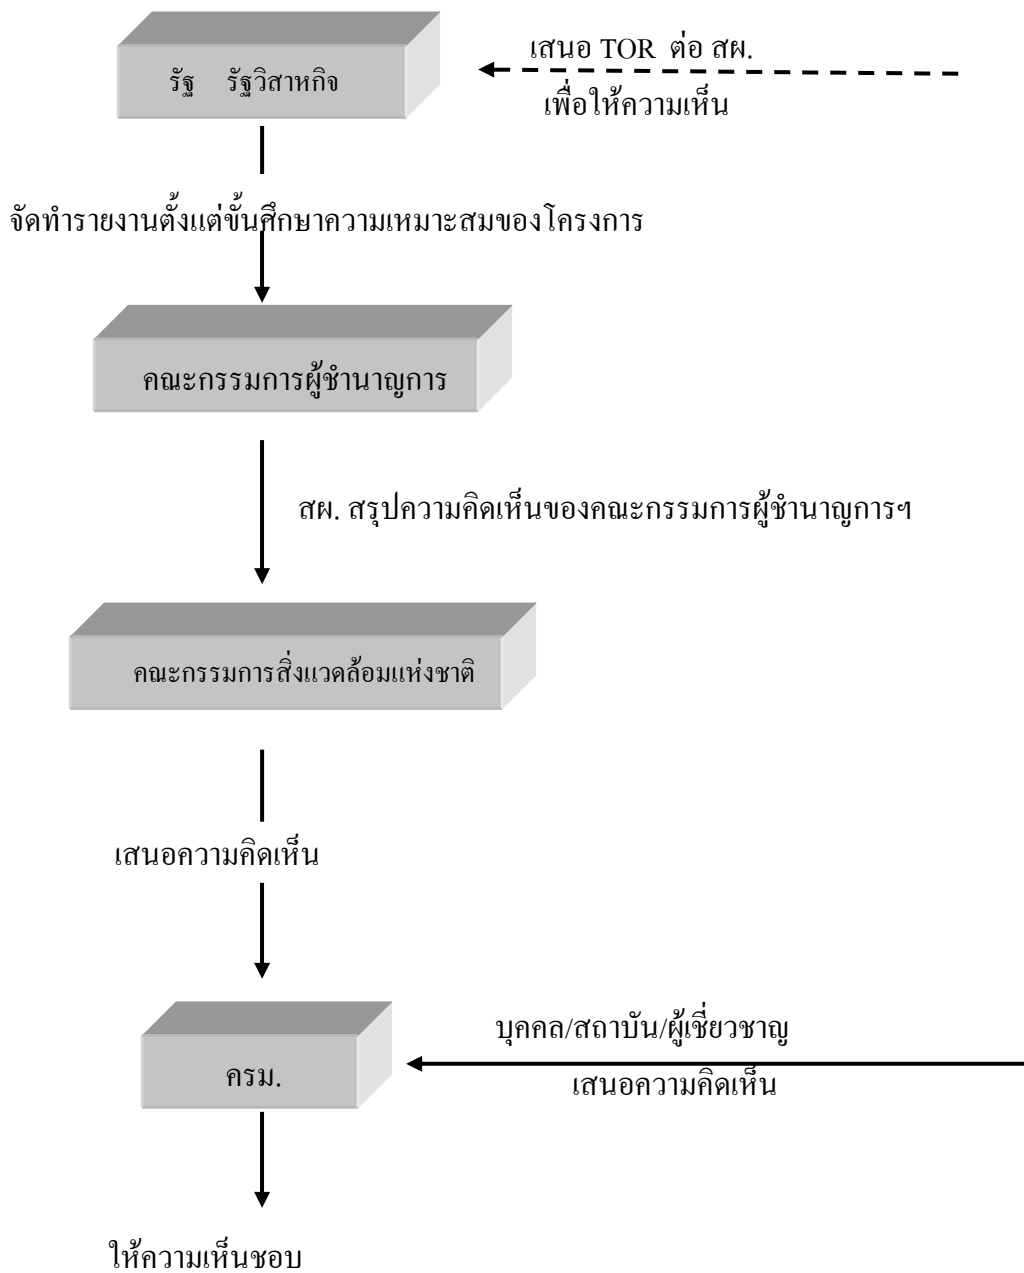 เสนอ TOR ต่อ สผ.
รัฐ รัฐวิสาหกิจ
เพื่อให้ความเห็น
จัดทำรายงานตั้งแต่ขั้นศึกษาความเหมาะสมของโครงการ
คณะกรรมการผู้ชำนาญการ
สผ. สรุปความคิดเห็นของคณะกรรมการผู้ชำนาญการฯ
คณะกรรมการสิ่งแวดล้อมแห่งชาติ
เสนอความคิดเห็น
บุคคล/สถาบัน/ผู้เชี่ยวชาญ
ครม.
เสนอความคิดเห็น
ให้ความเห็นชอบ